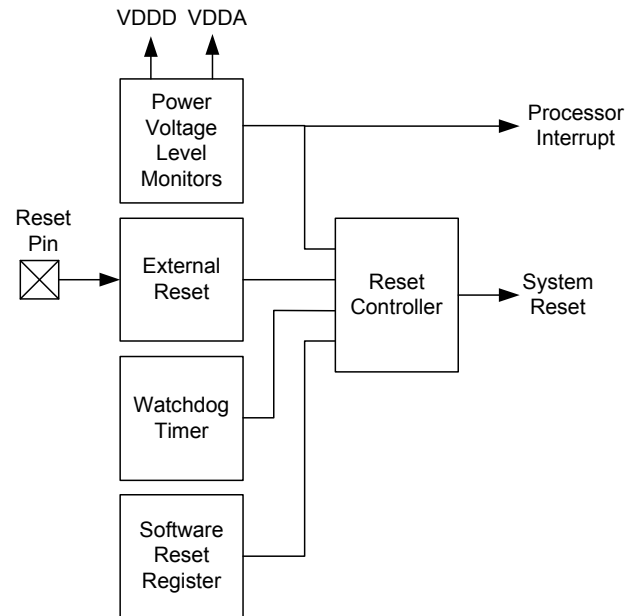 VDDD VDDA
Power
Voltage
Level
Monitors
Processor
Interrupt
Reset
Pin
External
Reset
Reset
Controller
System
Reset
Watchdog
Timer
Software
Reset
Register